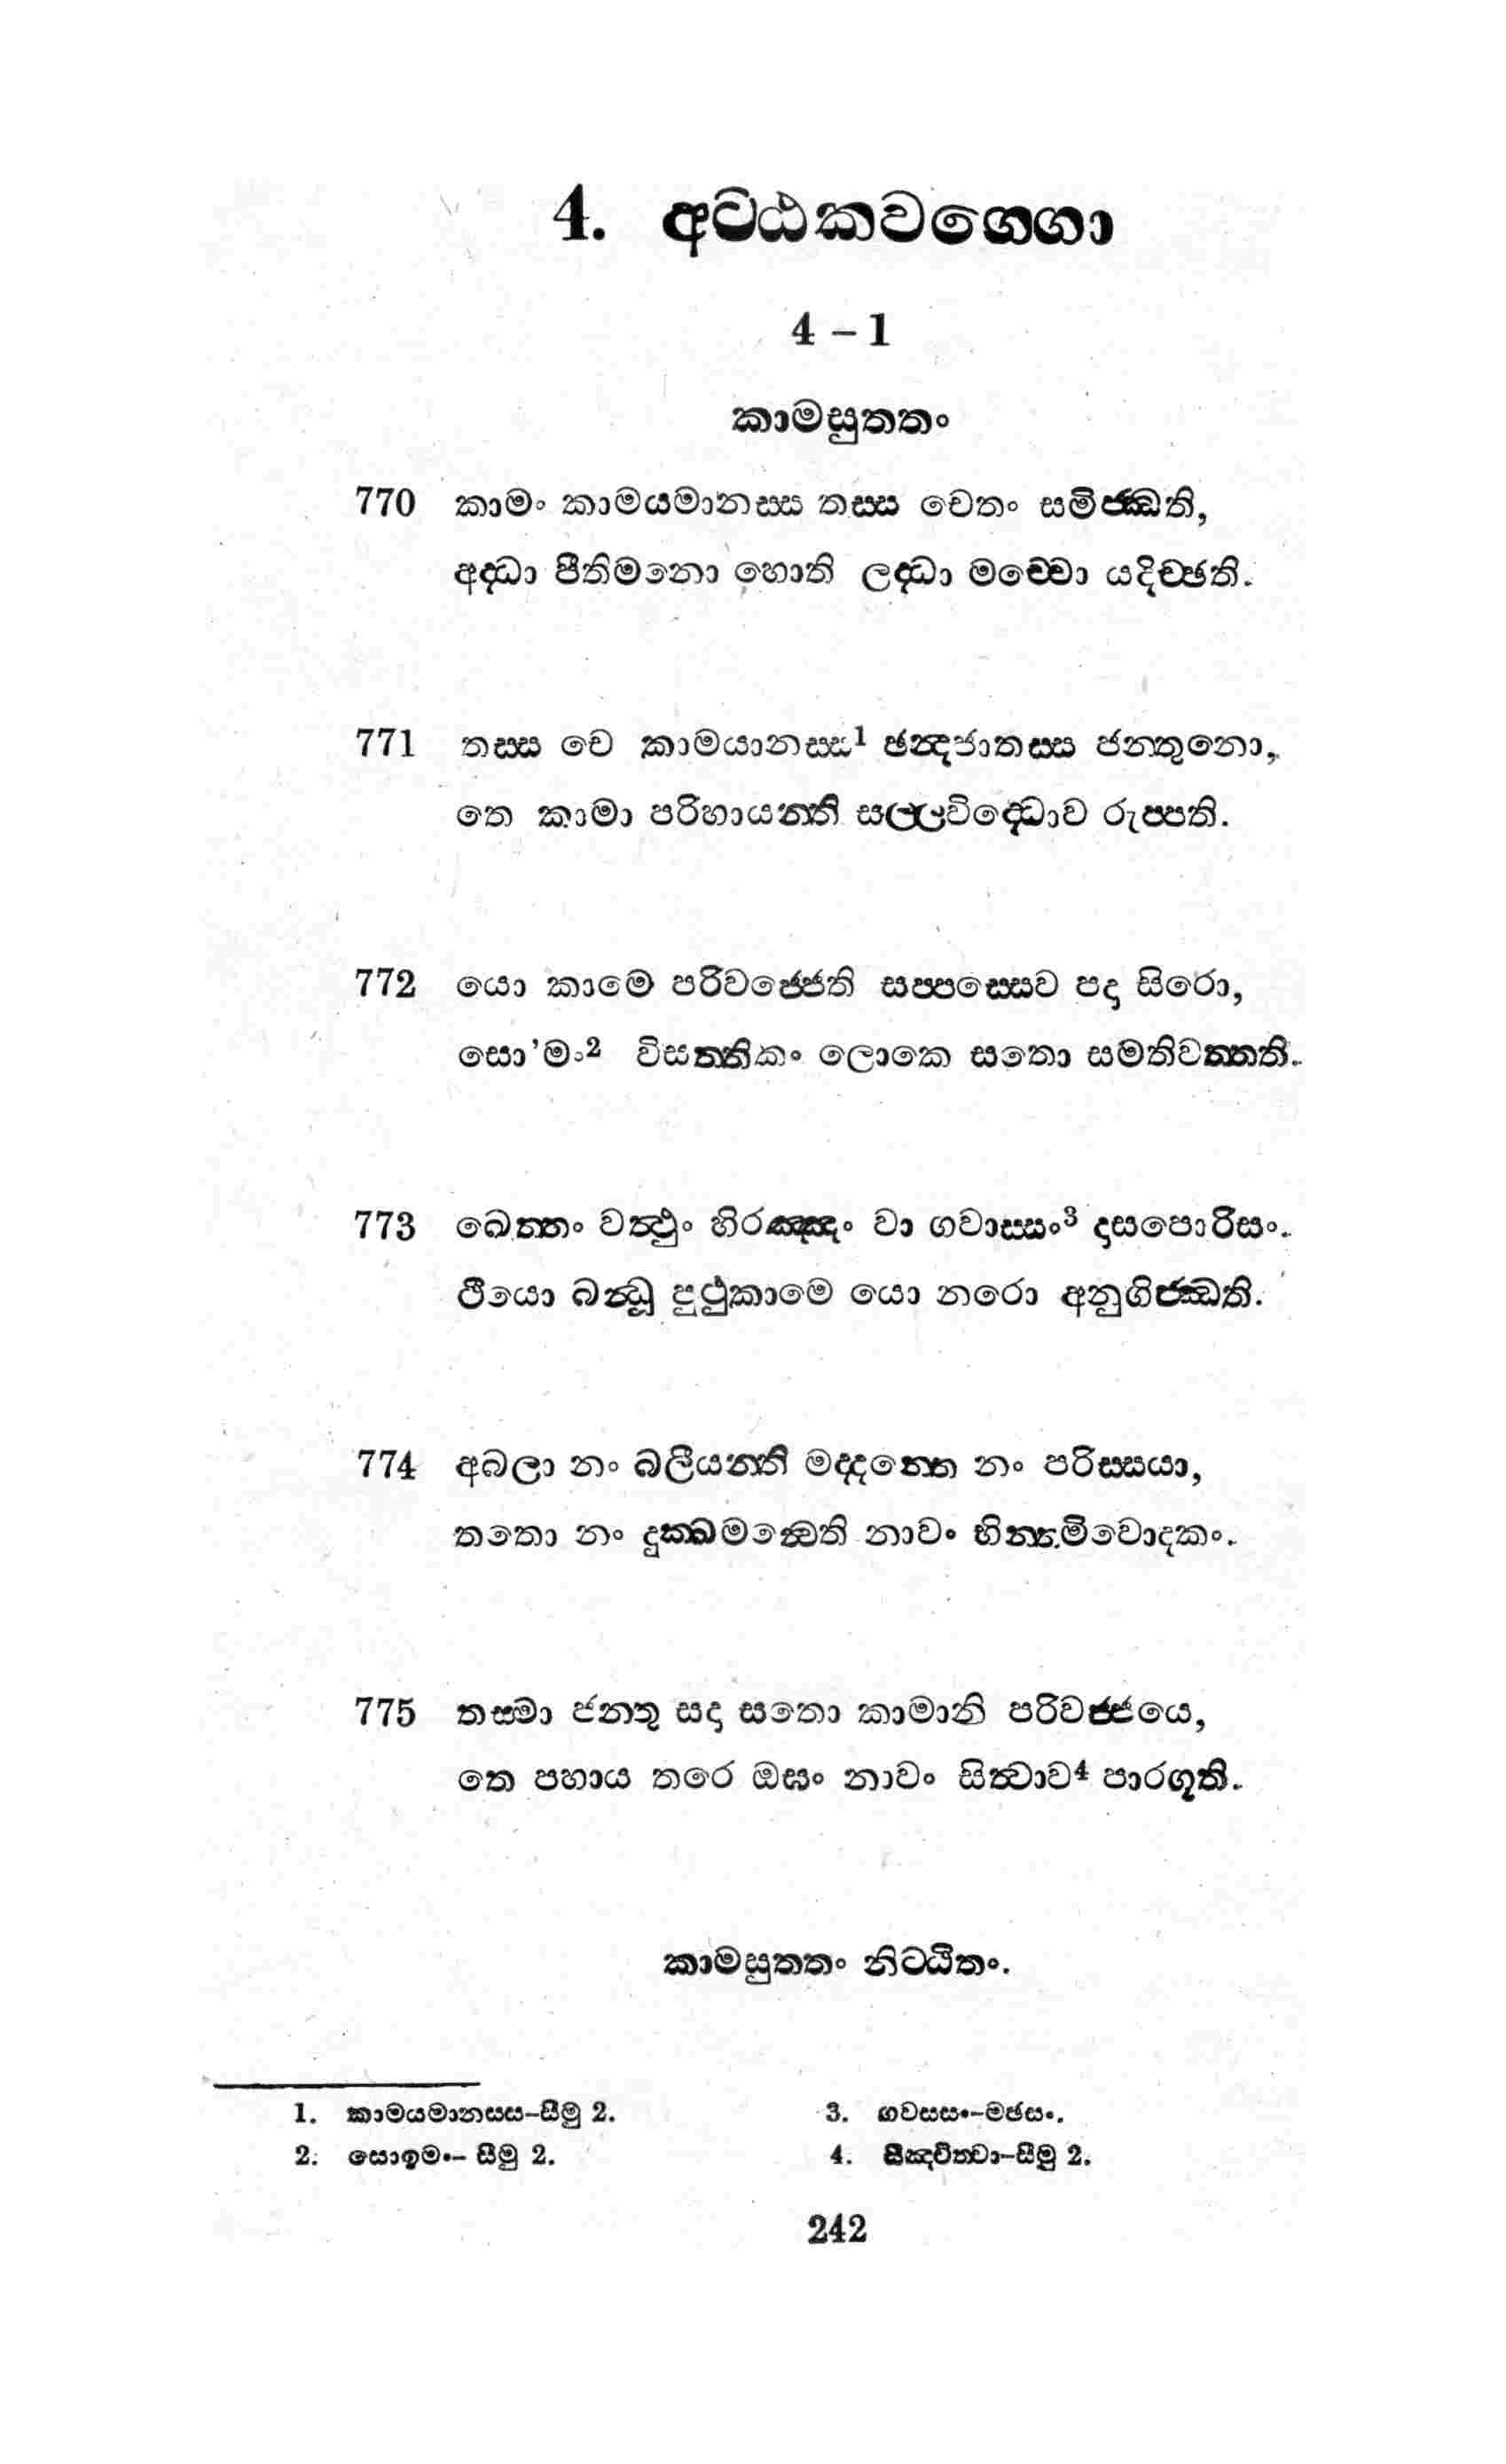 4. අට්ඨකවග්ගො
4 – 1
කාමසුත්තං
770 කාමං කාමයමානස්ස තස්ස චෙතං සමිජ්ඣති,
අද්ධා පීතිමනො හොති ලද්ධා මච්චො යදිච්ඡති.
771 තස්ස චෙ කාමයානස්ස¹ ඡන්දජාතස්ස ජන්තුනො,
තෙ කාමා පරිහායන්ති සල්ලවිද්ධොව රුප්පති.
772 යො කාමෙ පරිවජ්ජෙති සප්පස්සෙව පදා සිරො,
සො’මං² විසත්තිකං ලොකෙ සතො සමතිවත්තති.
773 ඛෙත්තං වත්ථුං හිරඤ්ඤං වා ගවාස්සං³ දාසපොරිසං.
ථීයො බන්ධූ පුථුකාමෙ යො නරො අනුගිජ්ඣති.
774 අබලා නං බලීයන්ති මද්දන්තෙ නං පරිස්සයා,
තතො නං දුක්ඛමන්වෙති නාවං භින්නමිවොදකං.
775 තස්මා ජන්තු සදා සතො කාමානි පරිවජ්ජයෙ,
තෙ පහාය තරෙ ඔඝං නාවං සිත්වාව⁴ පාරගූති.
කාමසුත්තං නිට්ඨිතං.
1. කාමයමානස්ස–සීමු 2.
2. සොඉමං– සීමු 2.
3. ගවස්සං–මඡසං.
4. සීඤ්චිත්වා–සීමු 2.
242